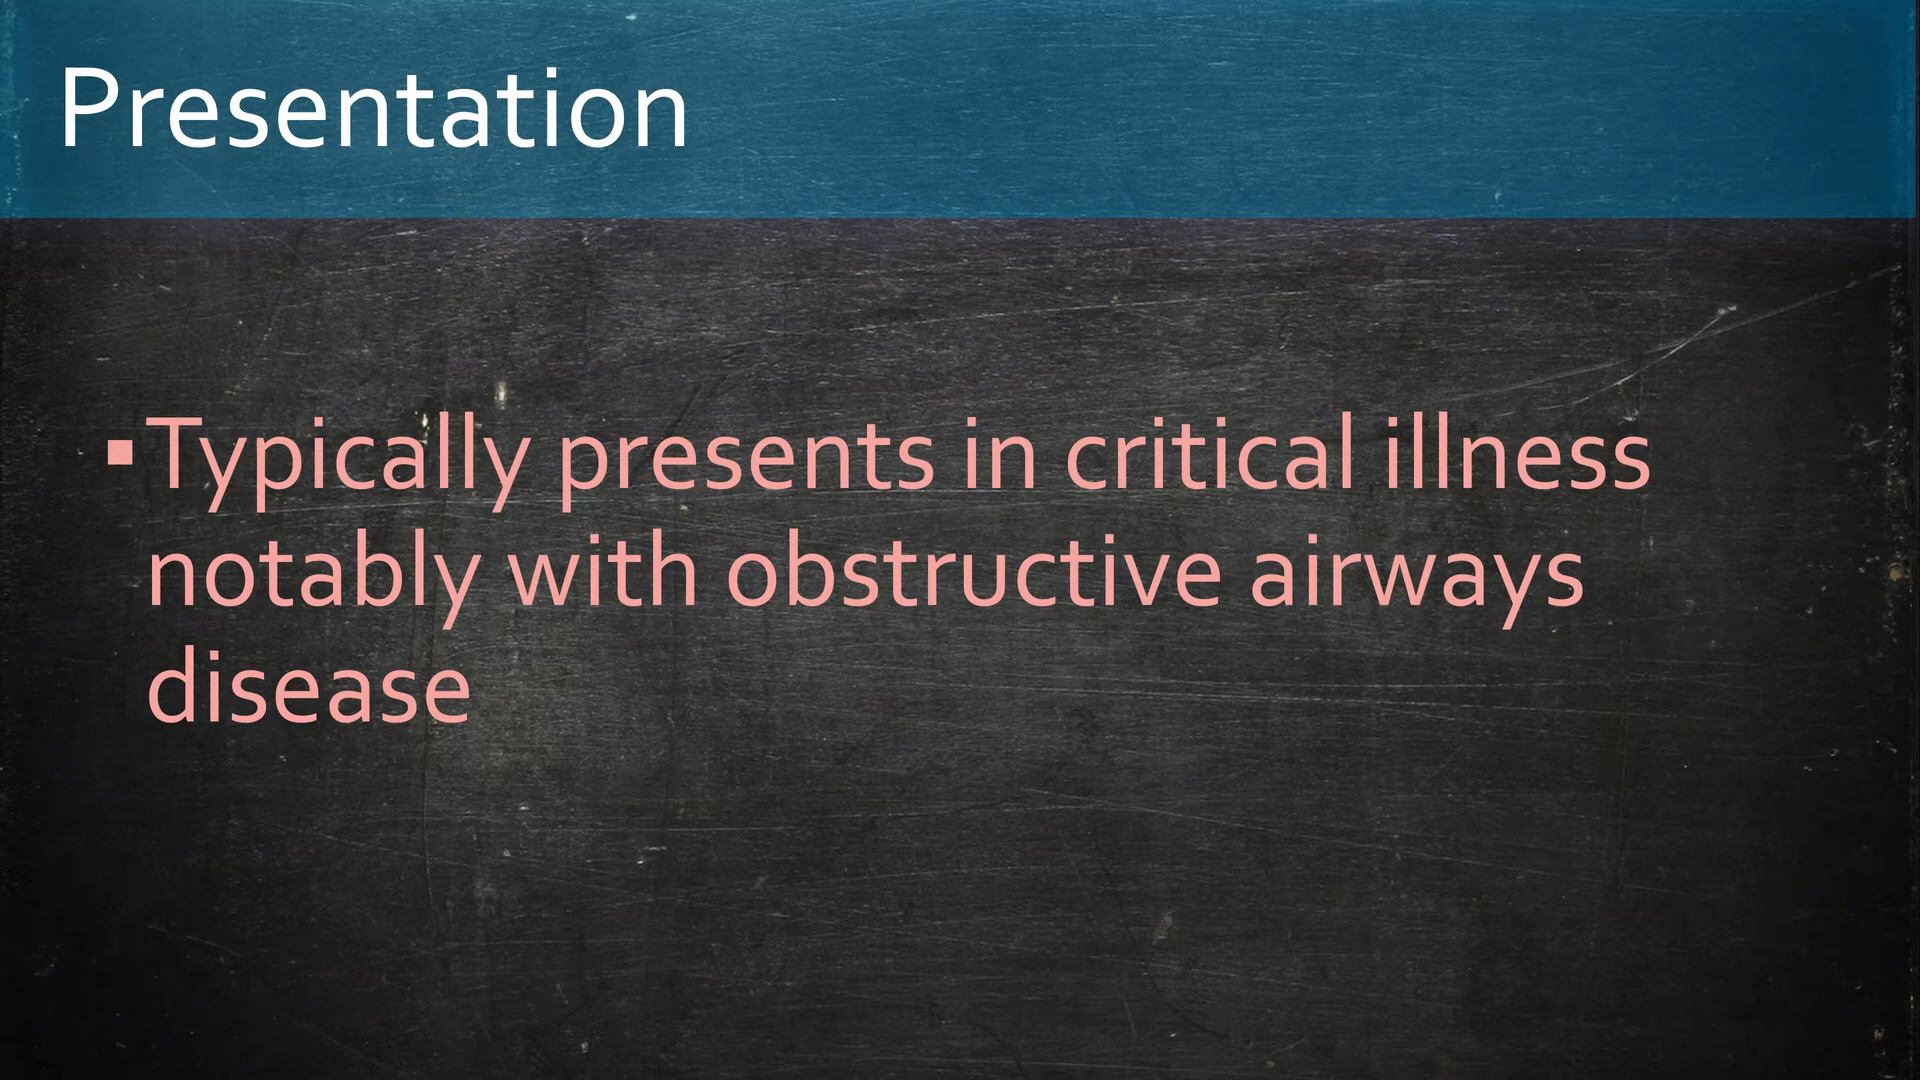 Presentation
▪Typically presents in critical illness
notably with obstructive airways
disease